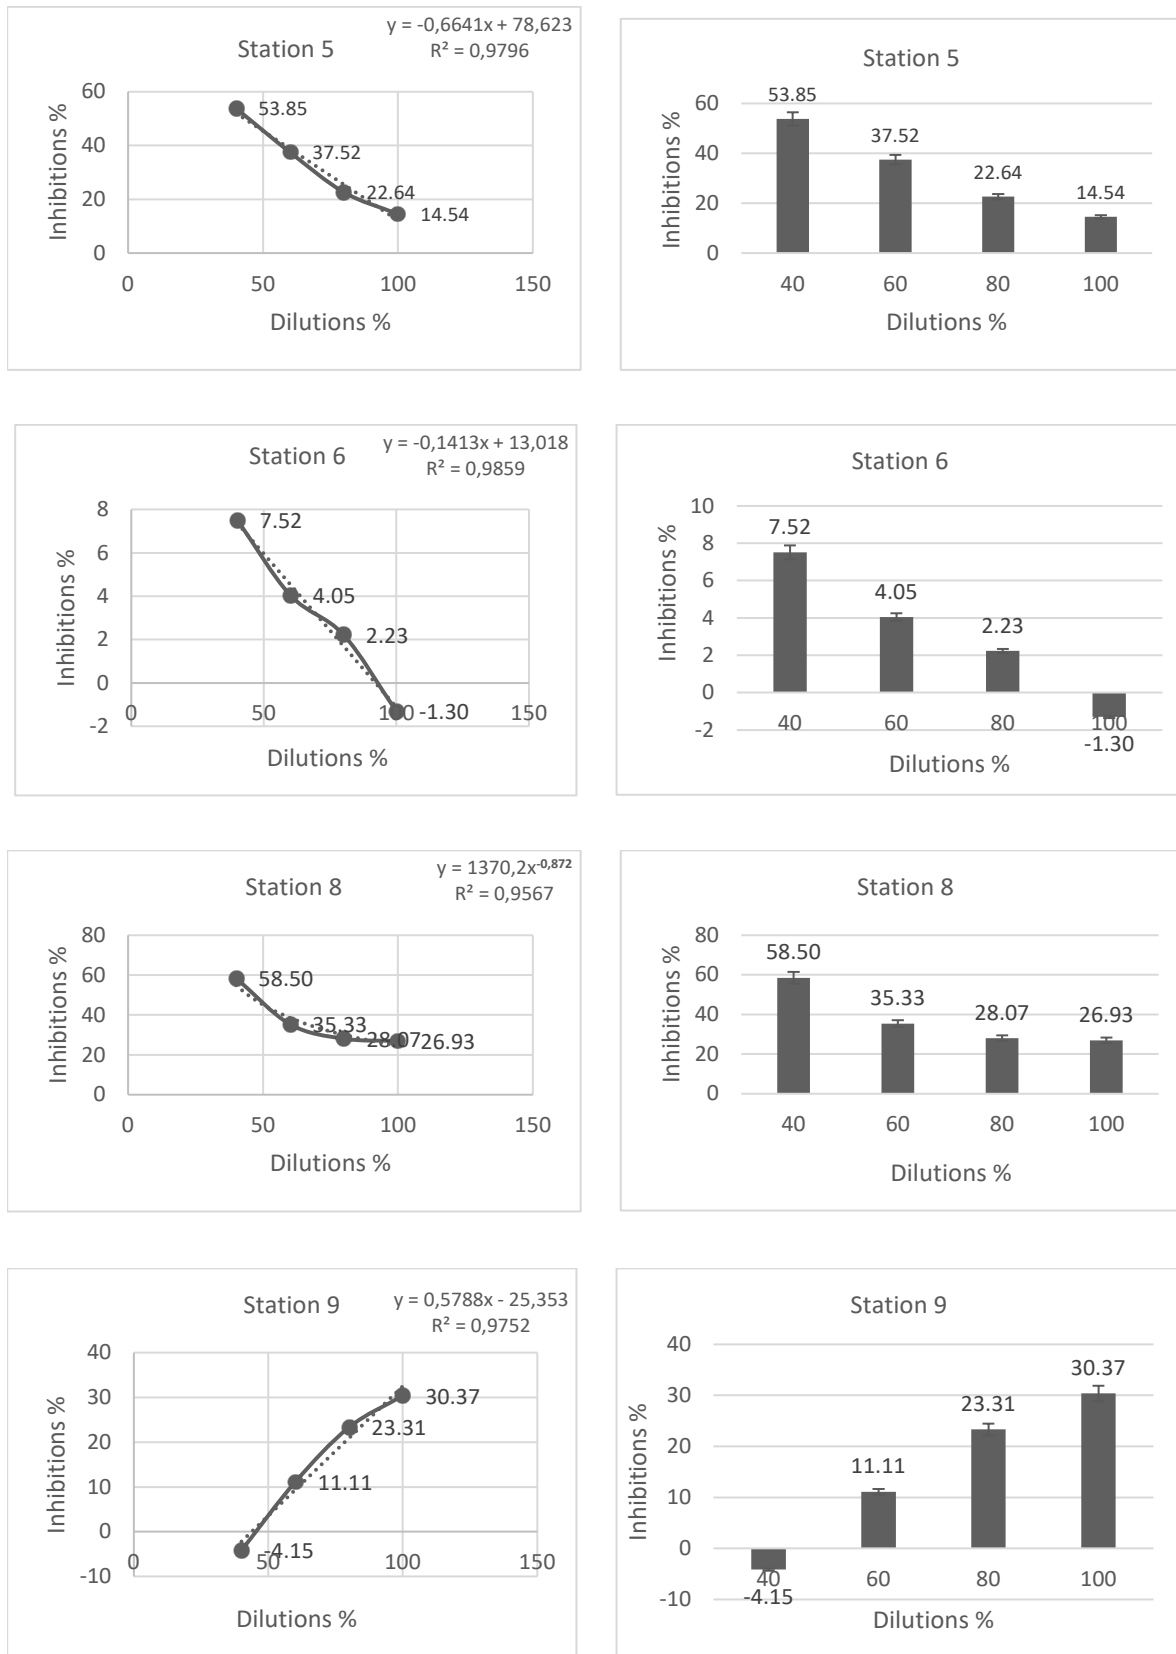 y = -0,6641x + 78,623
R² = 0,9796
Station 5
60
40
20
0
53.85
37.52
22.64
14.54
0 50 100 150
Inhibitions %
Dilutions %
Station 5
60
40
20
0
53.85
37.52
22.64
14.54
40 60 80 100
Inhibitions %
Dilutions %
y = -0,1413x + 13,018
R² = 0,9859
Station 6
8
6
4
2
0
-2
7.52
4.05
2.23
-1.30
0 50 100 150
Inhibitions %
Dilutions %
Station 6
10
8
6
4
2
0
-2
7.52
4.05
2.23
-1.30
40 60 80 100
Inhibitions %
Dilutions %
y = 1370,2x⁻⁰,⁸⁷²
R² = 0,9567
Station 8
80
60
40
20
0
58.50
35.33
28.07
26.93
0 50 100 150
Inhibitions %
Dilutions %
Station 8
80
60
40
20
0
58.50
35.33
28.07
26.93
40 60 80 100
Inhibitions %
Dilutions %
y = 0,5788x - 25,353
R² = 0,9752
Station 9
40
30
20
10
0
-10
30.37
23.31
11.11
-4.15
0 50 100 150
Inhibitions %
Dilutions %
Station 9
40
30
20
10
0
-10
30.37
23.31
11.11
-4.15
40 60 80 100
Inhibitions %
Dilutions %